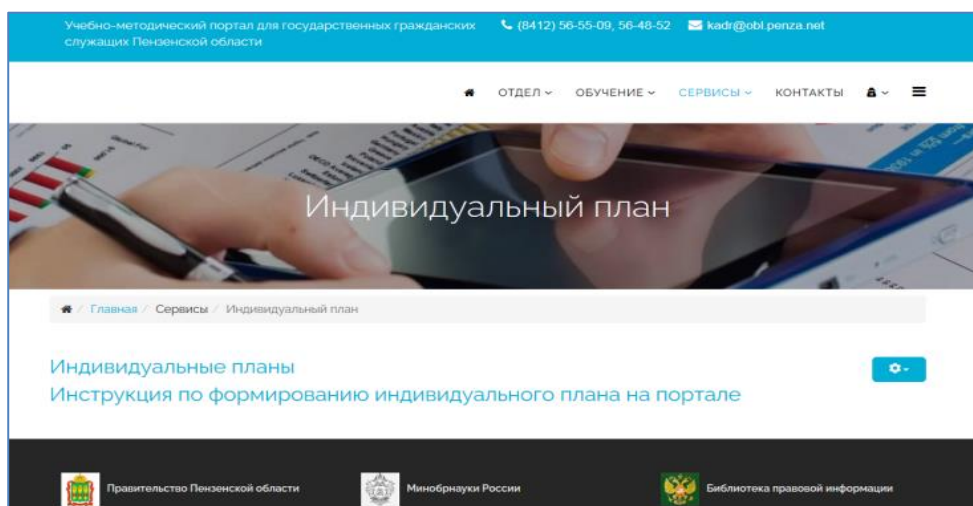 Учебно-методический портал для государственных гражданских
служащих Пензенской области
(8412) 56-55-09, 56-48-52
kadr@obl.penza.net
ОТДЕЛ
ОБУЧЕНИЕ
СЕРВИСЫ
КОНТАКТЫ
Индивидуальный план
/ Главная / Сервисы / Индивидуальный план
Индивидуальные планы
Инструкция по формированию индивидуального плана на портале
Правительство Пензенской области
Минобрнауки России
Библиотека правовой информации